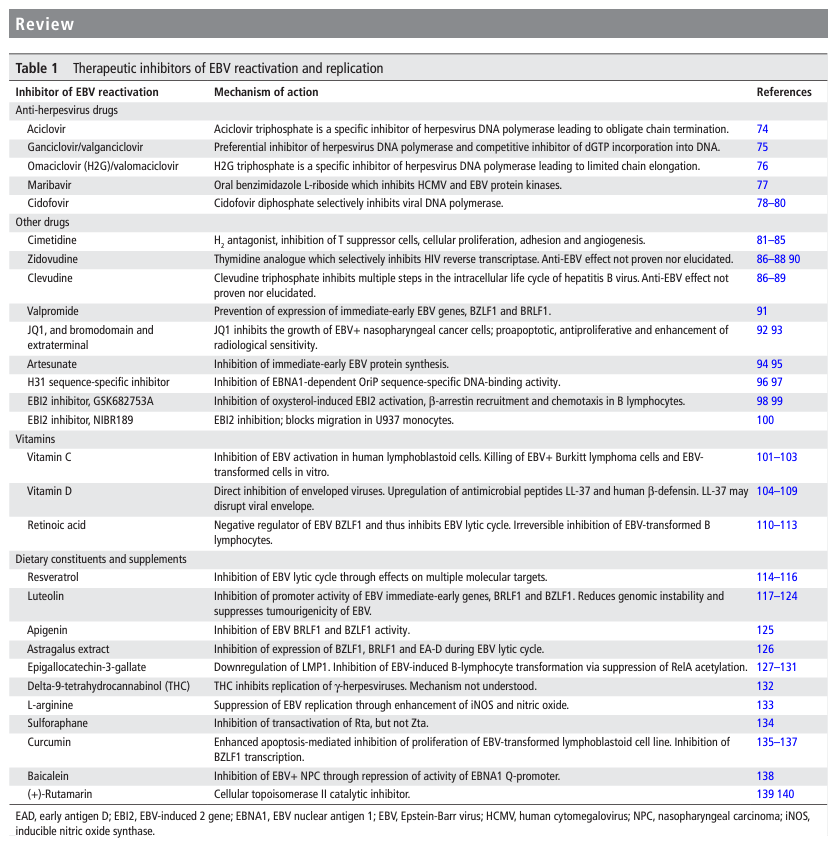 Review
Table 1 Therapeutic inhibitors of EBV reactivation and replication
Inhibitor of EBV reactivation Mechanism of action References
Anti-herpesvirus drugs
Aciclovir Aciclovir triphosphate is a specific inhibitor of herpesvirus DNA polymerase leading to obligate chain termination. 74
Ganciclovir/valganciclovir Preferential inhibitor of herpesvirus DNA polymerase and competitive inhibitor of dGTP incorporation into DNA. 75
Omaciclovir (H2G)/valomaciclovir H2G triphosphate is a specific inhibitor of herpesvirus DNA polymerase leading to limited chain elongation. 76
Maribavir Oral benzimidazole L-riboside which inhibits HCMV and EBV protein kinases. 77
Cidofovir Cidofovir diphosphate selectively inhibits viral DNA polymerase. 78–80
Other drugs
Cimetidine H2 antagonist, inhibition of T suppressor cells, cellular proliferation, adhesion and angiogenesis. 81–85
Zidovudine Thymidine analogue which selectively inhibits HIV reverse transcriptase. Anti-EBV effect not proven nor elucidated. 86–88 90
Clevudine Clevudine triphosphate inhibits multiple steps in the intracellular life cycle of hepatitis B virus. Anti-EBV effect not 86–89
proven nor elucidated.
Valpromide Prevention of expression of immediate-early EBV genes, BZLF1 and BRLF1. 91
JQ1, and bromodomain and JQ1 inhibits the growth of EBV+ nasopharyngeal cancer cells; proapoptotic, antiproliferative and enhancement of 92 93
extraterminal radiological sensitivity.
Artesunate Inhibition of immediate-early EBV protein synthesis. 94 95
H31 sequence-specific inhibitor Inhibition of EBNA1-dependent OriP sequence-specific DNA-binding activity. 96 97
EBI2 inhibitor, GSK682753A Inhibition of oxysterol-induced EBI2 activation, β-arrestin recruitment and chemotaxis in B lymphocytes. 98 99
EBI2 inhibitor, NIBR189 EBI2 inhibition; blocks migration in U937 monocytes. 100
Vitamins
Vitamin C Inhibition of EBV activation in human lymphoblastoid cells. Killing of EBV+ Burkitt lymphoma cells and EBV- 101–103
transformed cells in vitro.
Vitamin D Direct inhibition of enveloped viruses. Upregulation of antimicrobial peptides LL-37 and human β-defensin. LL-37 may 104–109
disrupt viral envelope.
Retinoic acid Negative regulator of EBV BZLF1 and thus inhibits EBV lytic cycle. Irreversible inhibition of EBV-transformed B 110–113
lymphocytes.
Dietary constituents and supplements
Resveratrol Inhibition of EBV lytic cycle through effects on multiple molecular targets. 114–116
Luteolin Inhibition of promoter activity of EBV immediate-early genes, BRLF1 and BZLF1. Reduces genomic instability and 117–124
suppresses tumourigenicity of EBV.
Apigenin Inhibition of EBV BRLF1 and BZLF1 activity. 125
Astragalus extract Inhibition of expression of BZLF1, BRLF1 and EA-D during EBV lytic cycle. 126
Epigallocatechin-3-gallate Downregulation of LMP1. Inhibition of EBV-induced B-lymphocyte transformation via suppression of RelA acetylation. 127–131
Delta-9-tetrahydrocannabinol (THC) THC inhibits replication of γ-herpesviruses. Mechanism not understood. 132
L-arginine Suppression of EBV replication through enhancement of iNOS and nitric oxide. 133
Sulforaphane Inhibition of transactivation of Rta, but not Zta. 134
Curcumin Enhanced apoptosis-mediated inhibition of proliferation of EBV-transformed lymphoblastoid cell line. Inhibition of 135–137
BZLF1 transcription.
Baicalein Inhibition of EBV+ NPC through repression of activity of EBNA1 Q-promoter. 138
(+)-Rutamarin Cellular topoisomerase II catalytic inhibitor. 139 140
EAD, early antigen D; EBI2, EBV-induced 2 gene; EBNA1, EBV nuclear antigen 1; EBV, Epstein-Barr virus; HCMV, human cytomegalovirus; NPC, nasopharyngeal carcinoma; iNOS,
inducible nitric oxide synthase.